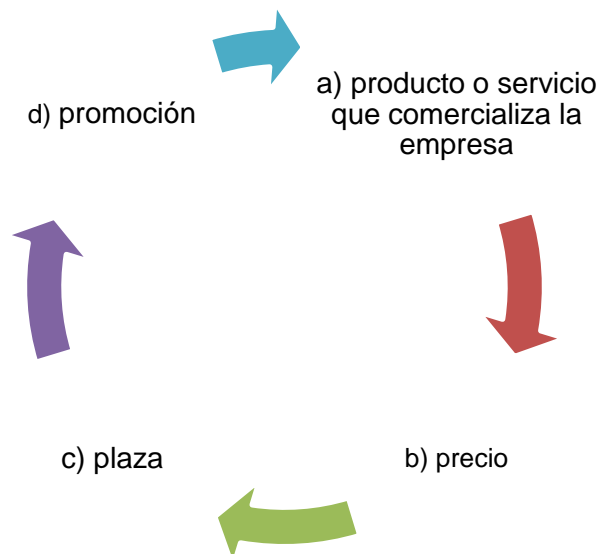 a) producto o servicio
que comercializa la
empresa
b) precio
c) plaza
d) promoción